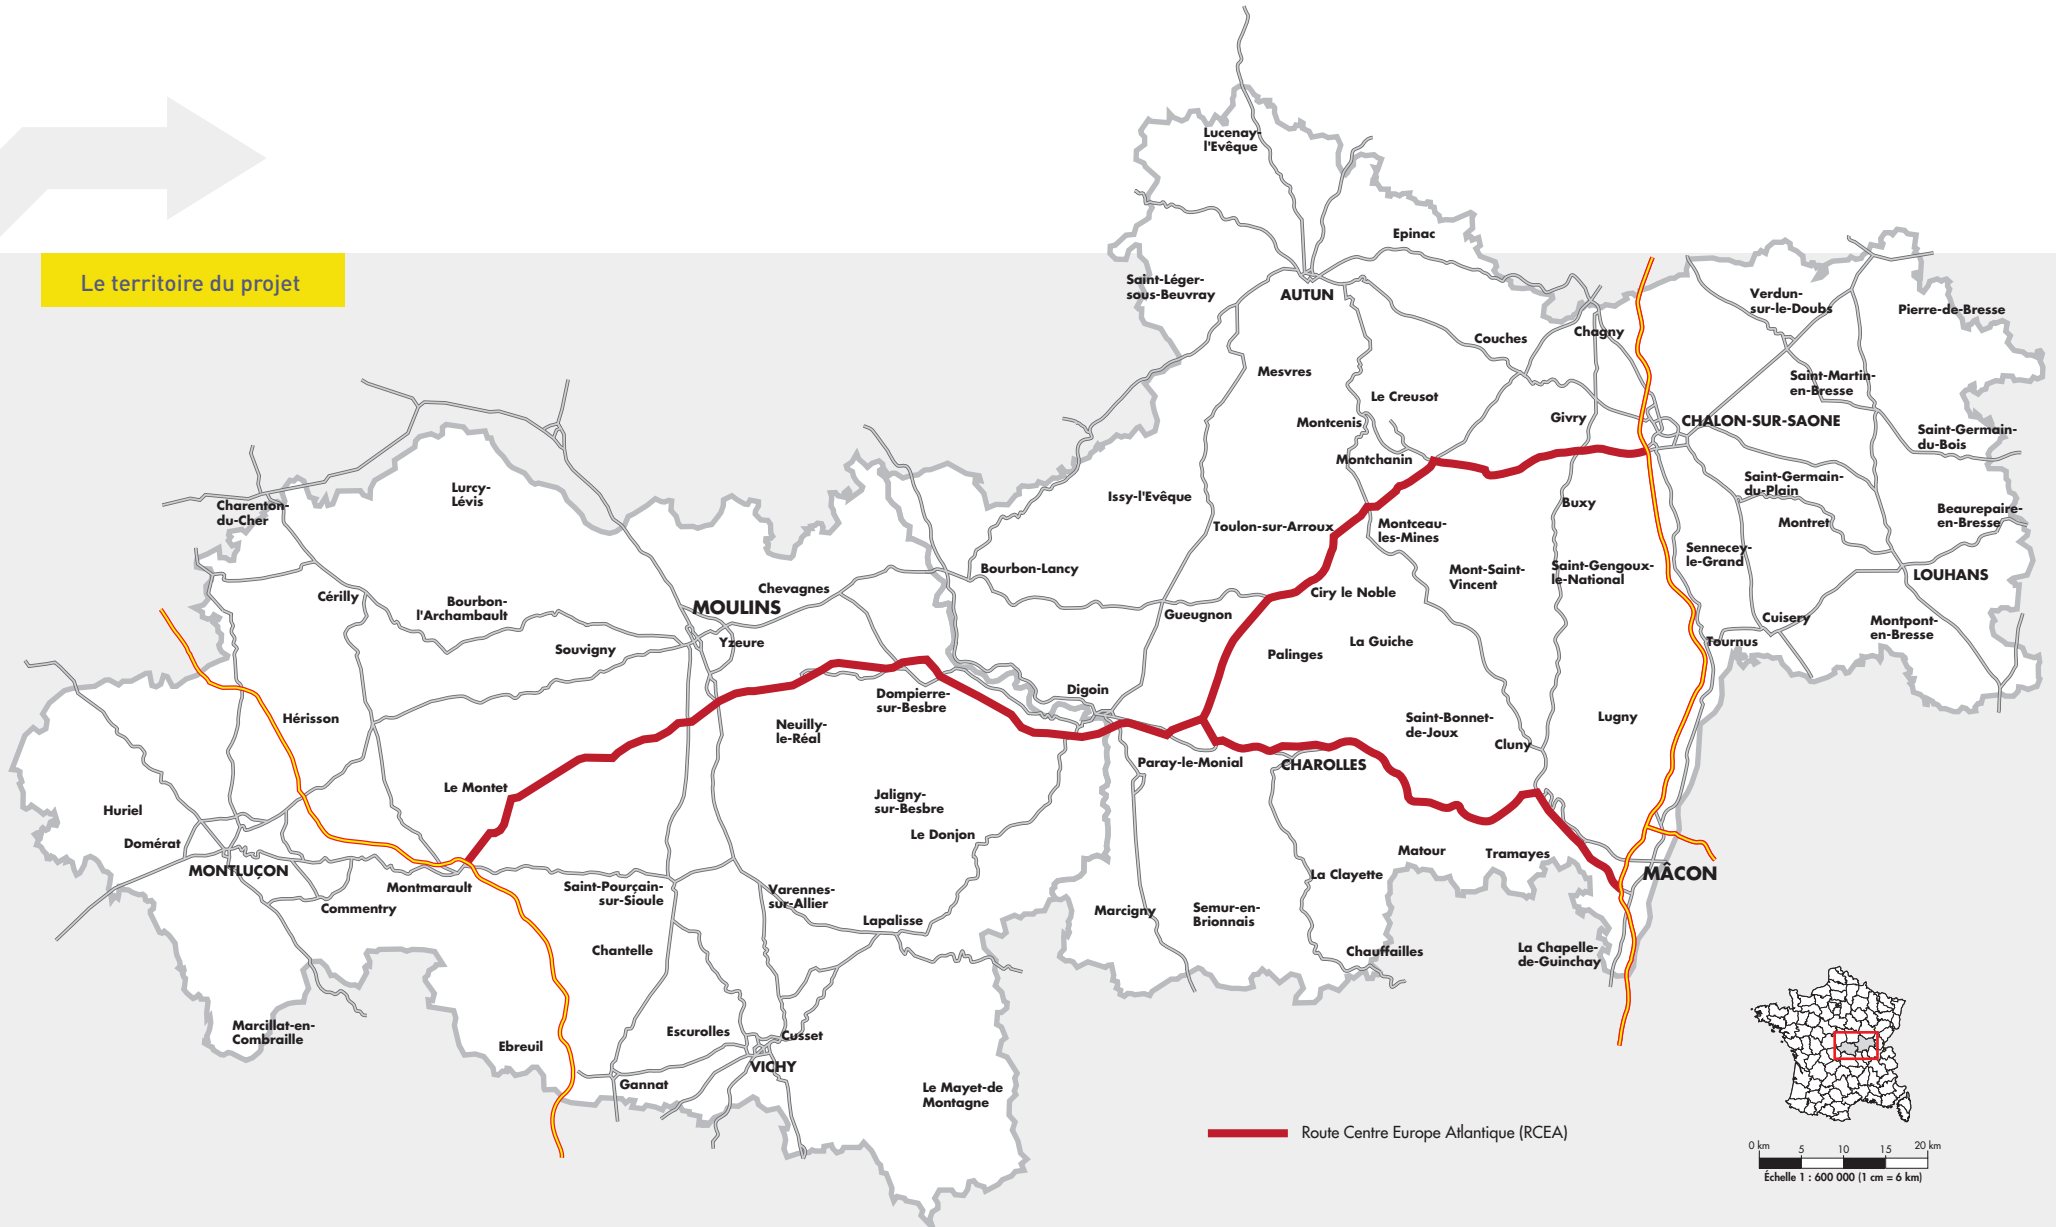 Le territoire du projet
Lucenay-
l'Evêque
Epinac
Saint-Léger-
sous-Beuvray
AUTUN
Verdun-
sur-le-Doubs
Pierre-de-Bresse
Chagny
Couches
Mesvres
Saint-Martin-
en-Bresse
Le Creusot
Montcenis
Givry
CHALON-SUR-SAONE
Saint-Germain-
du-Bois
Montchanin
Lurcy-
Lévis
Issy-l'Evêque
Saint-Germain-
du-Plain
Charenton-
du-Cher
Buxy
Beaurepaire-
en-Bresse
Toulon-sur-Arroux
Montceau-
les-Mines
Montret
Sennecey-
le-Grand
Bourbon-Lancy
Mont-Saint-
Vincent
Saint-Gengoux-
le-National
LOUHANS
Chevagnes
Cérilly
Bourbon-
l'Archambault
MOULINS
Ciry le Noble
Gueugnon
Cuisery
Montpont-
en-Bresse
Yzeure
Souvigny
La Guiche
Tournus
Palinges
Digoin
Dompierre-
sur-Besbre
Hérisson
Neuilly-
le-Réal
Saint-Bonnet-
de-Joux
Lugny
Cluny
Paray-le-Monial
CHAROLLES
Le Montet
Jaligny-
sur-Besbre
Huriel
Le Donjon
Domérat
Matour
Tramayes
MONTLUÇON
Montmarault
Saint-Pourçain-
sur-Sioule
Varennes-
sur-Allier
La Clayette
MÂCON
Commentry
Lapalisse
Marcigny
Semur-en-
Brionnais
Chantelle
Chauffailles
La Chapelle-
de-Guinchay
Marcillat-en-
Combraille
Escurolles
Cusset
Ebreuil
VICHY
Gannat
Le Mayet-de
Montagne
Route Centre Europe Atlantique (RCEA)
0 km 5 10 15 20 km
Échelle 1 : 600 000 (1 cm = 6 km)